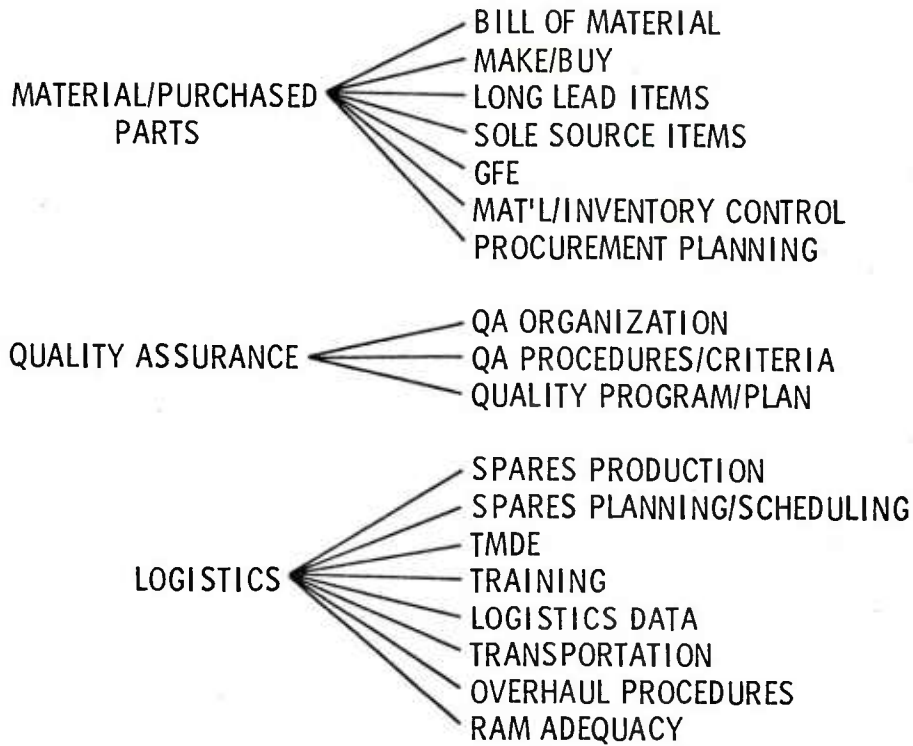 BILL OF MATERIAL
MAKE/BUY
MATERIAL/PURCHASED
PARTS
LONG LEAD ITEMS
SOLE SOURCE ITEMS
GFE
MAT'L/INVENTORY CONTROL
PROCUREMENT PLANNING
QUALITY ASSURANCE
QA ORGANIZATION
QA PROCEDURES/CRITERIA
QUALITY PROGRAM/PLAN
LOGISTICS
SPARES PRODUCTION
SPARES PLANNING/SCHEDULING
TMDE
TRAINING
LOGISTICS DATA
TRANSPORTATION
OVERHAUL PROCEDURES
RAM ADEQUACY